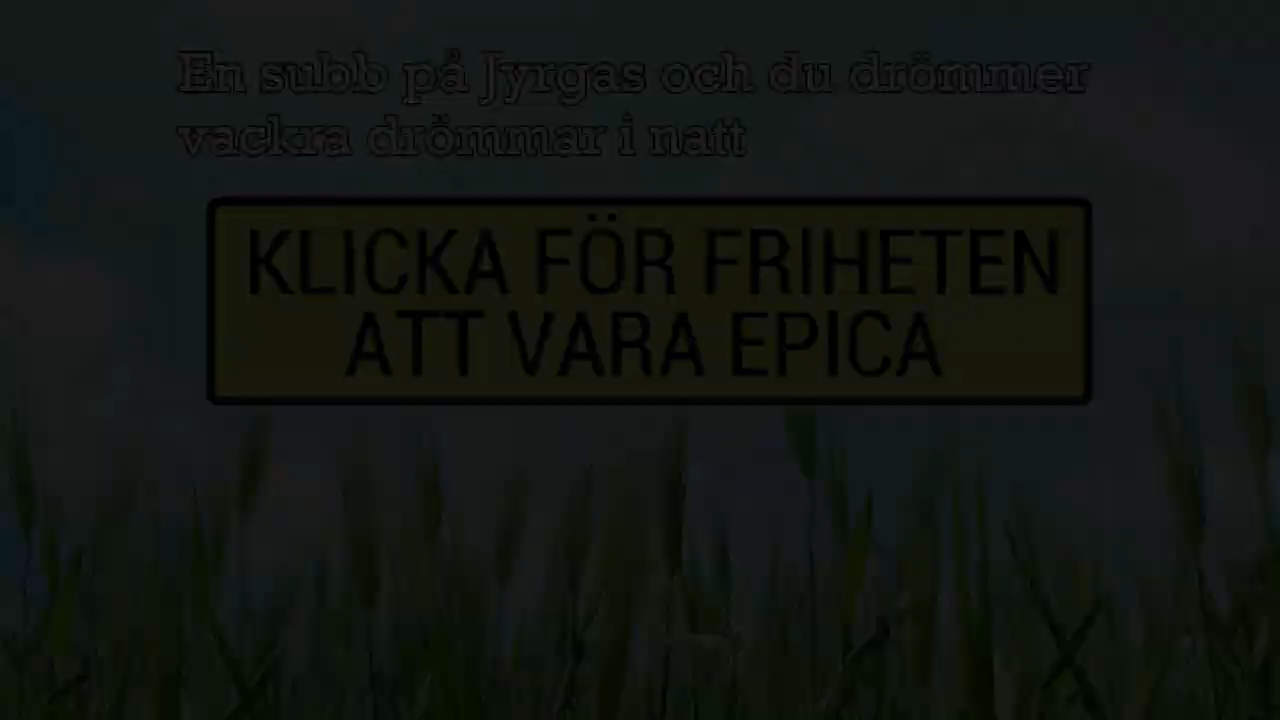 En subb på Jyrgas och du drömmer
vackra drömmar i natt
KLICKA FÖR FRIHETEN
ATT VARA EPICA